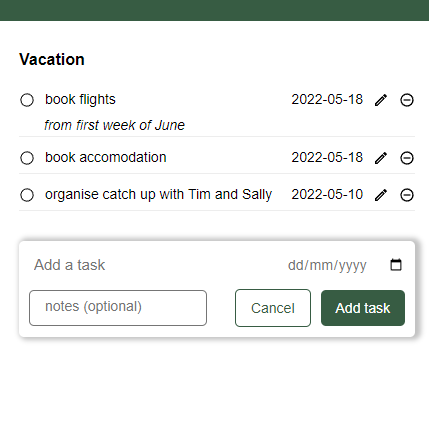 Vacation
book flights 2022-05-18
from first week of June
book accomodation 2022-05-18
organise catch up with Tim and Sally 2022-05-10
Add a task dd/mm/yyyy
notes (optional) Cancel Add task